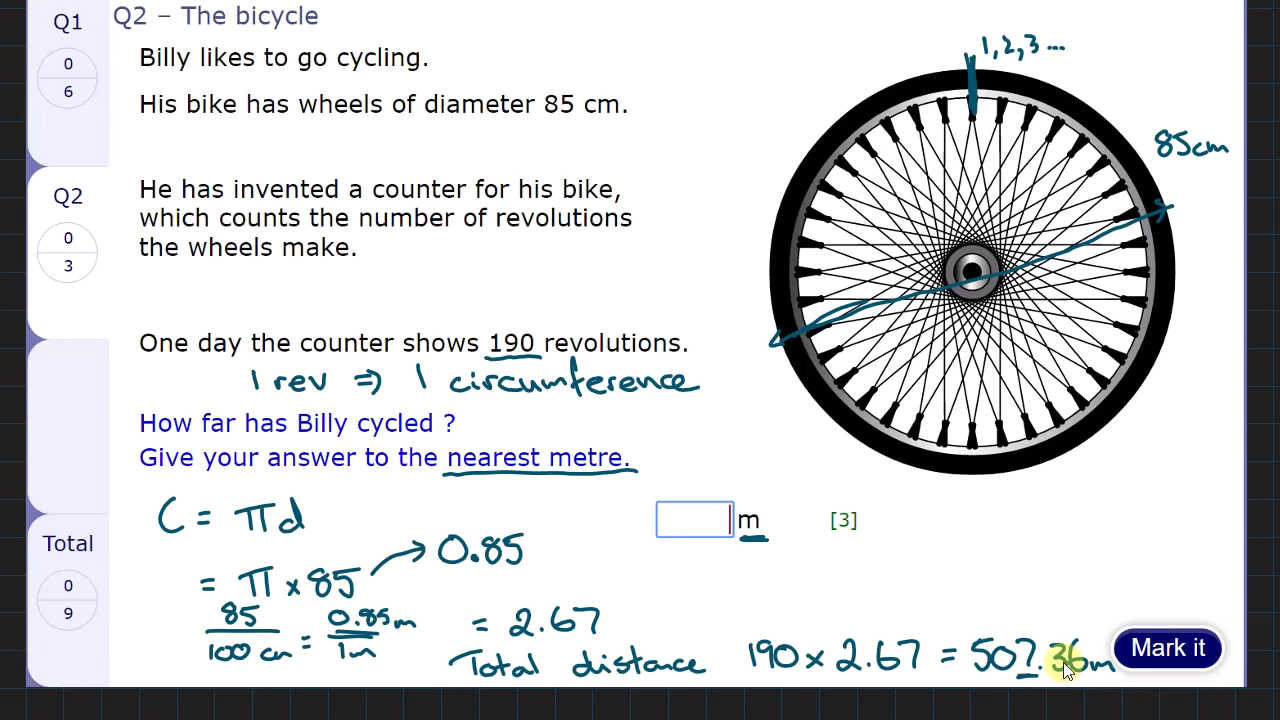 Q1
0
6
Q2 – The bicycle
Billy likes to go cycling.
His bike has wheels of diameter 85 cm.
1, 2, 3 ...
85cm
Q2
0
3
He has invented a counter for his bike,
which counts the number of revolutions
the wheels make.
One day the counter shows 190 revolutions.
1 rev ⇒ 1 circumference
How far has Billy cycled ?
Give your answer to the nearest metre.
m
[3]
C = πd
= π × 85 → 0.85
85/100 cm = 0.85m/1m
= 2.67
Total distance 190 × 2.67 = 507.36m
Total
0
9
Mark it